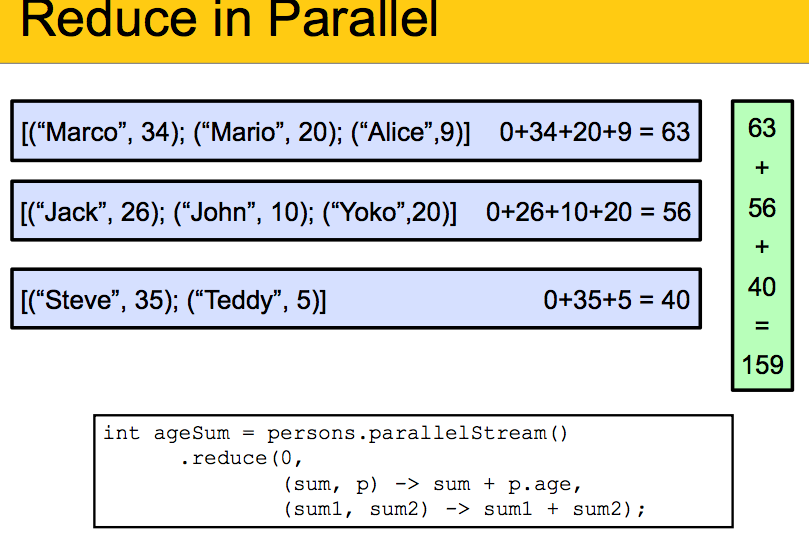 Reduce in Parallel
[(“Marco”, 34); (“Mario”, 20); (“Alice”,9)] 0+34+20+9 = 63
[(“Jack”, 26); (“John”, 10); (“Yoko”,20)] 0+26+10+20 = 56
[(“Steve”, 35); (“Teddy”, 5)] 0+35+5 = 40
63
+
56
+
40
=
159
int ageSum = persons.parallelStream()
.reduce(0,
(sum, p) -> sum + p.age,
(sum1, sum2) -> sum1 + sum2);